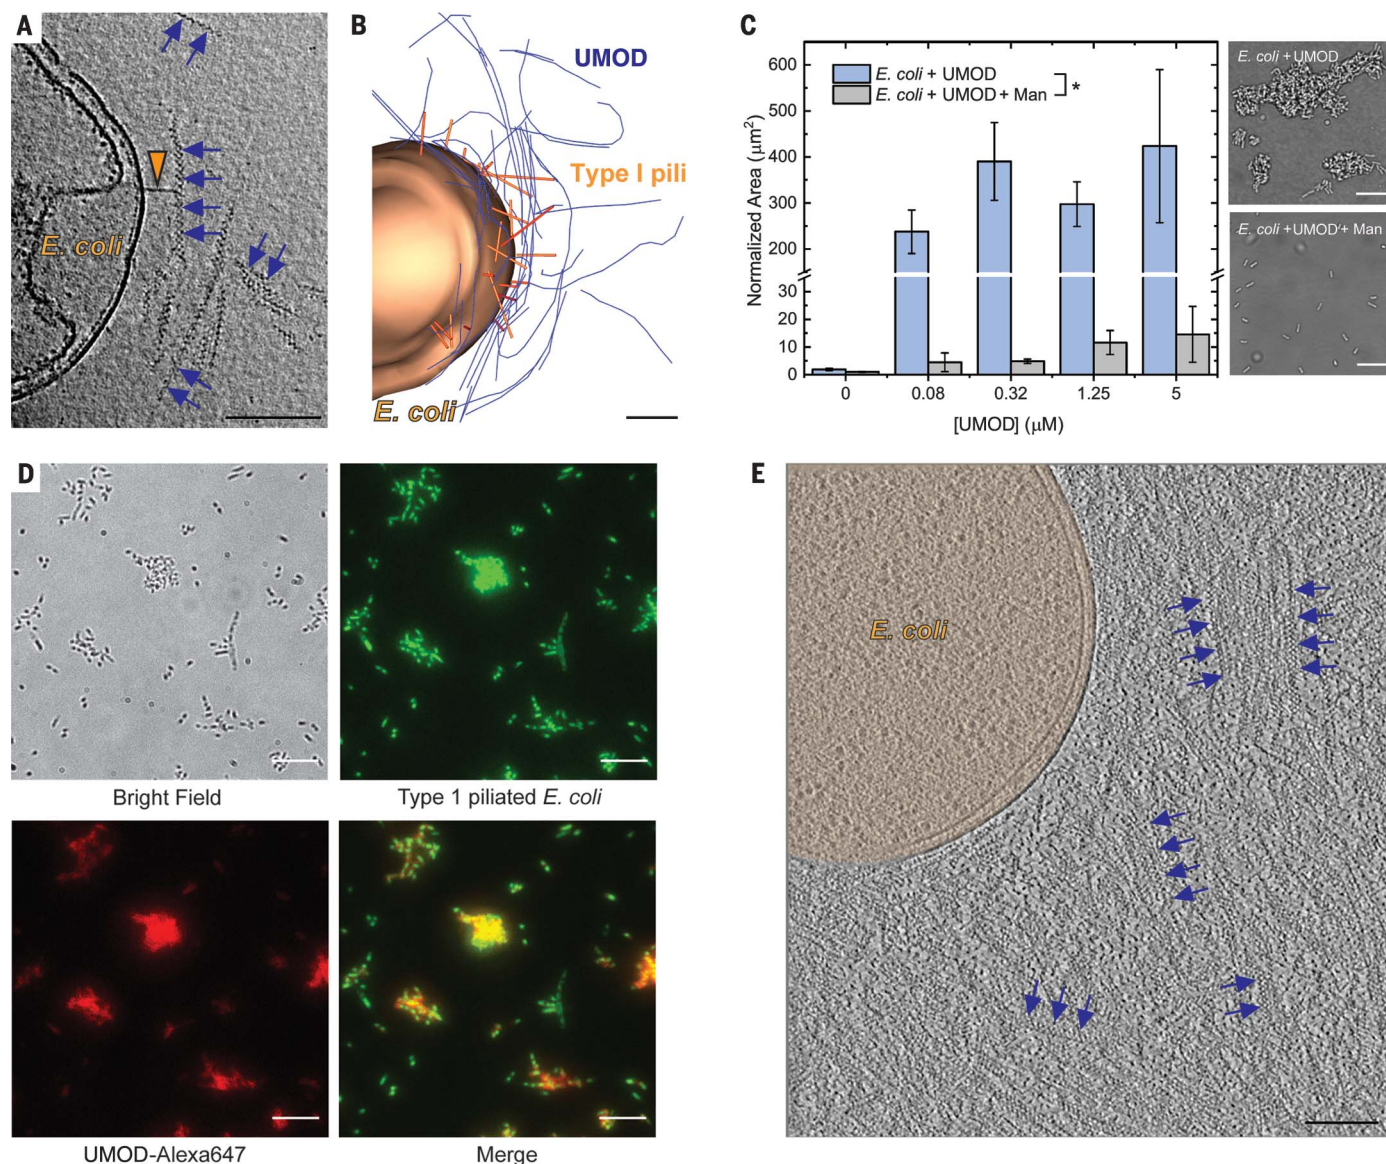 A
E. coli
B
UMOD
Type I pili
E. coli
C
Normalized Area (µm²)
600
500
400
300
200
30
20
10
0
E. coli + UMOD
E. coli + UMOD + Man
*
0
0.08
0.32
1.25
5
[UMOD] (µM)
E. coli + UMOD
E. coli +UMOD + Man
D
Bright Field
Type 1 piliated E. coli
UMOD-Alexa647
Merge
E
E. coli